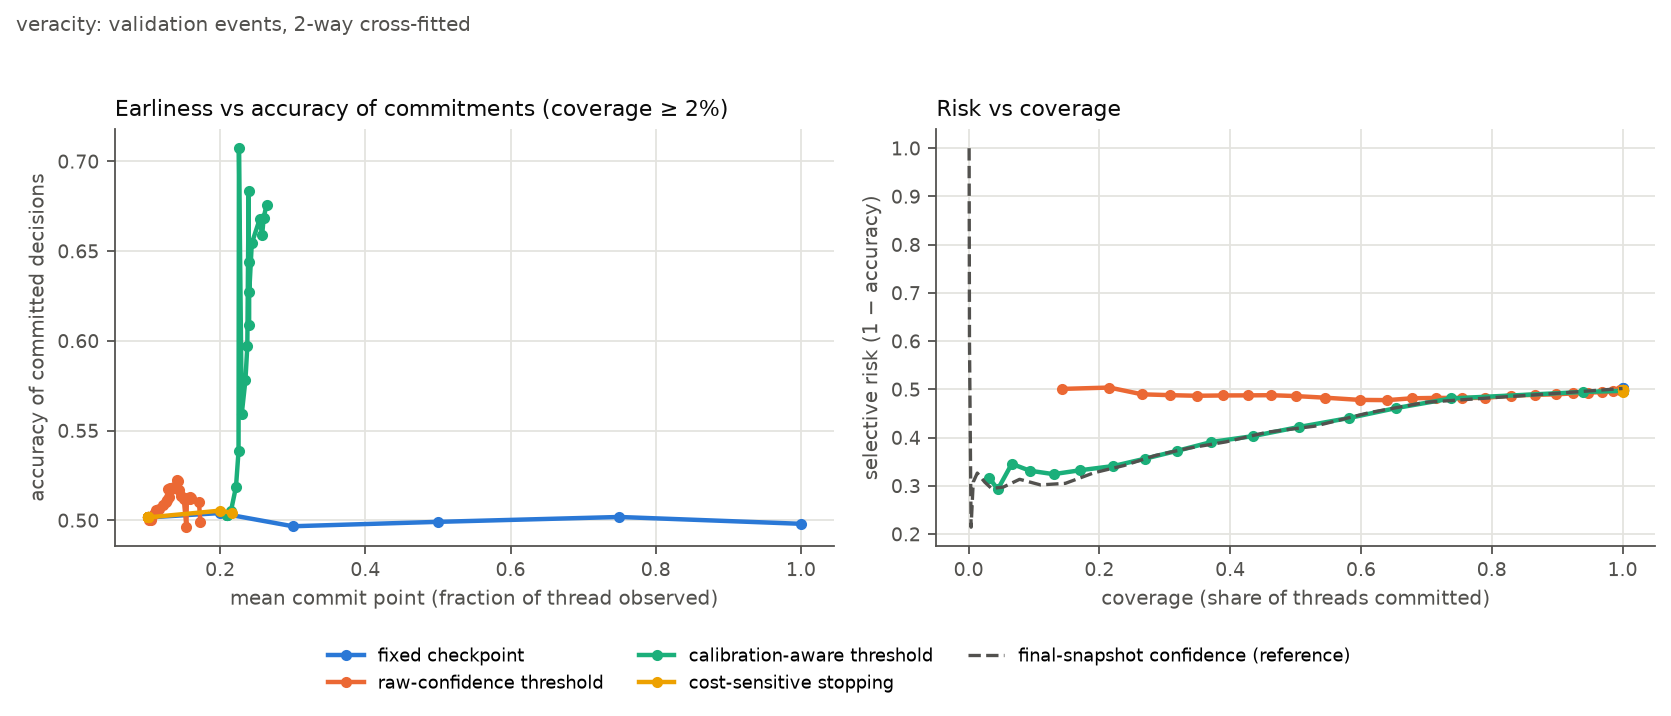 veracity: validation events, 2-way cross-fitted
Earliness vs accuracy of commitments (coverage ≥ 2%)
accuracy of committed decisions
0.70
0.65
0.60
0.55
0.50
0.2
0.4
0.6
0.8
1.0
mean commit point (fraction of thread observed)
Risk vs coverage
selective risk (1 − accuracy)
1.0
0.9
0.8
0.7
0.6
0.5
0.4
0.3
0.2
0.0
0.2
0.4
0.6
0.8
1.0
coverage (share of threads committed)
fixed checkpoint
raw-confidence threshold
calibration-aware threshold
cost-sensitive stopping
final-snapshot confidence (reference)